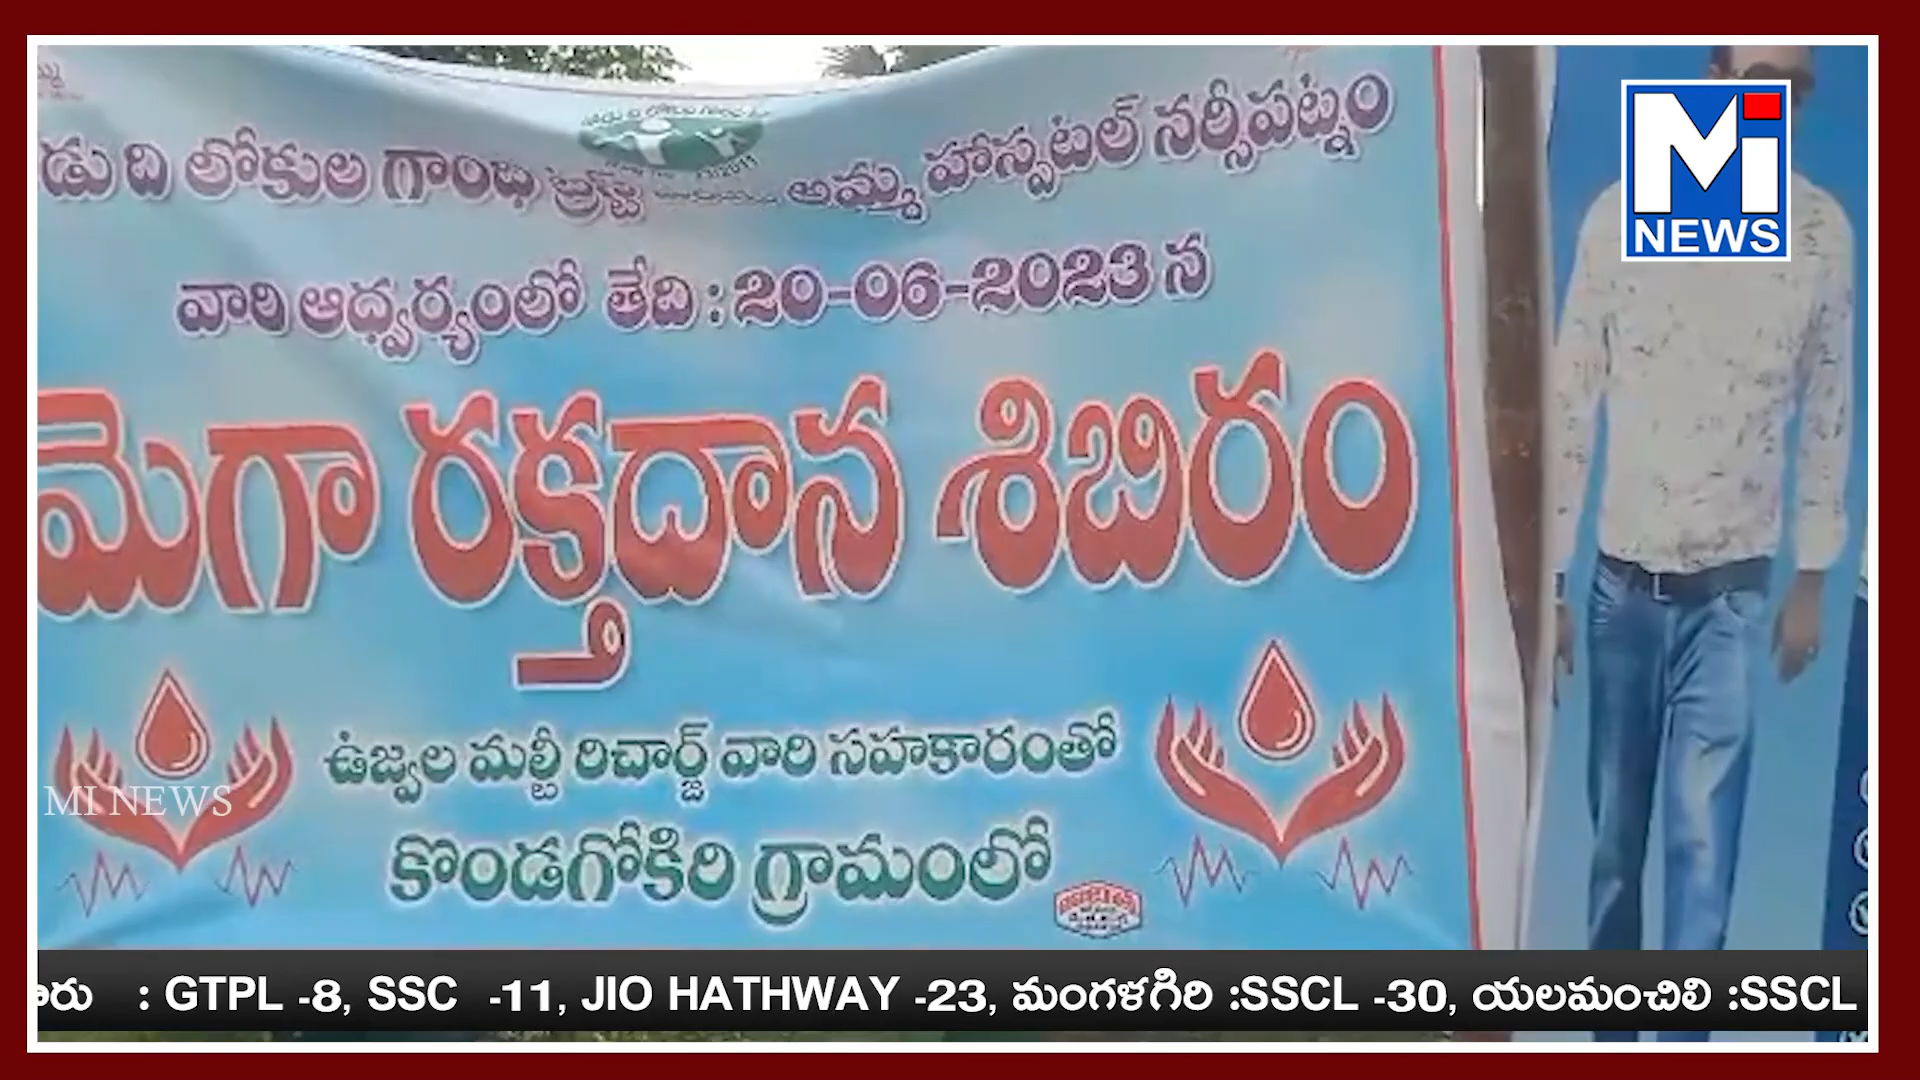 డు ది లోకుల గాంధి ట్రస్ట్ అమ్మ హాస్పటల్ నర్సీపట్నం
వారి ఆధ్వర్యంలో తేది : 20-06-2023 న
మెగా రక్తదాన శిబిరం
ఉజ్వల మల్టీ రిచార్జ్ వారి సహకారంతో
కొండగోకిరి గ్రామంలో
Mi
NEWS
MI NEWS
రు : GTPL -8, SSC -11, JIO HATHWAY -23, మంగళగిరి :SSCL -30, యలమంచిలి :SSCL